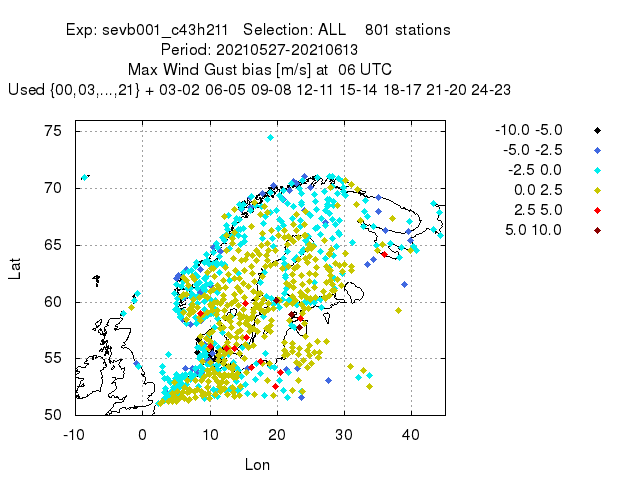 Exp: sevb001_c43h211 Selection: ALL 801 stations
Period: 20210527-20210613
Max Wind Gust bias [m/s] at 06 UTC
Used {00,03,...,21} + 03-02 06-05 09-08 12-11 15-14 18-17 21-20 24-23
-10.0 -5.0
-5.0 -2.5
-2.5 0.0
0.0 2.5
2.5 5.0
5.0 10.0
75
70
65
60
55
50
Lat
-10 0 10 20 30 40
Lon